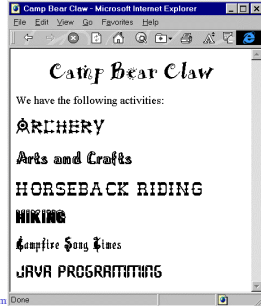 Camp Bear Claw - Microsoft Internet Explorer
File Edit View Go Favorites Help
Camp Bear Claw
We have the following activities:
ARCHERY
Arts and Crafts
HORSEBACK RIDING
HIKING
Campfire Song Times
JAVA PROGRAMMING
m
Done